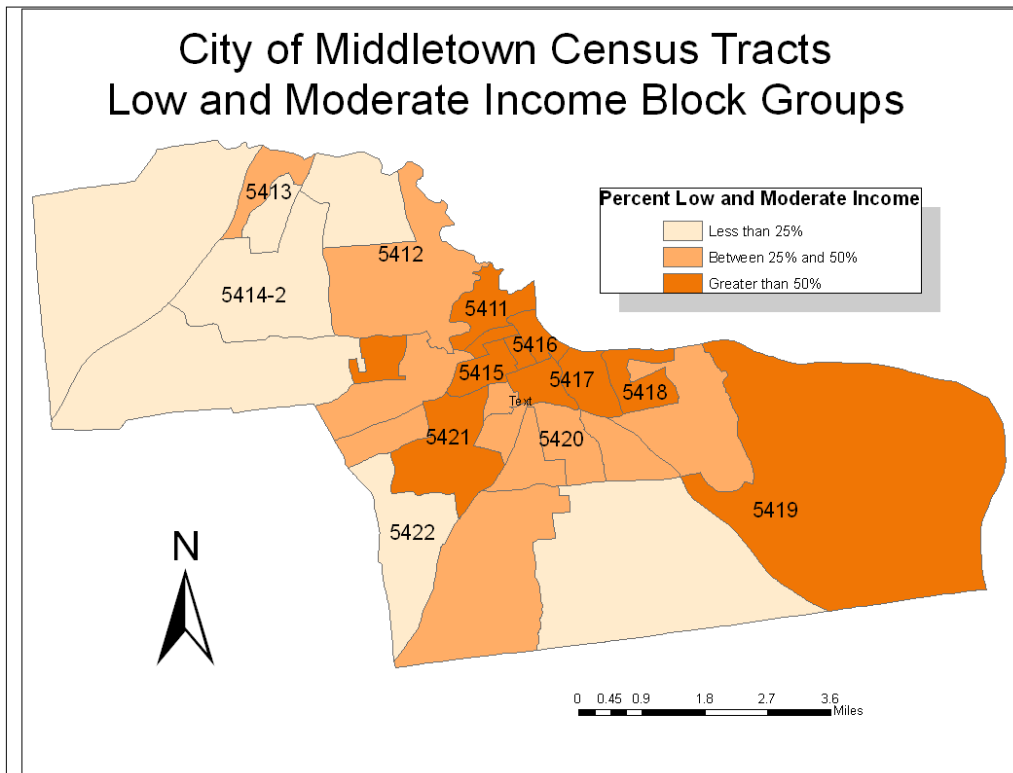 City of Middletown Census Tracts
Low and Moderate Income Block Groups
Percent Low and Moderate Income
Less than 25%
Between 25% and 50%
Greater than 50%
5413
5412
5414-2
5411
5416
5415
5417
5418
Text
5421
5420
5419
5422
N
0 0.45 0.9 1.8 2.7 3.6
Miles